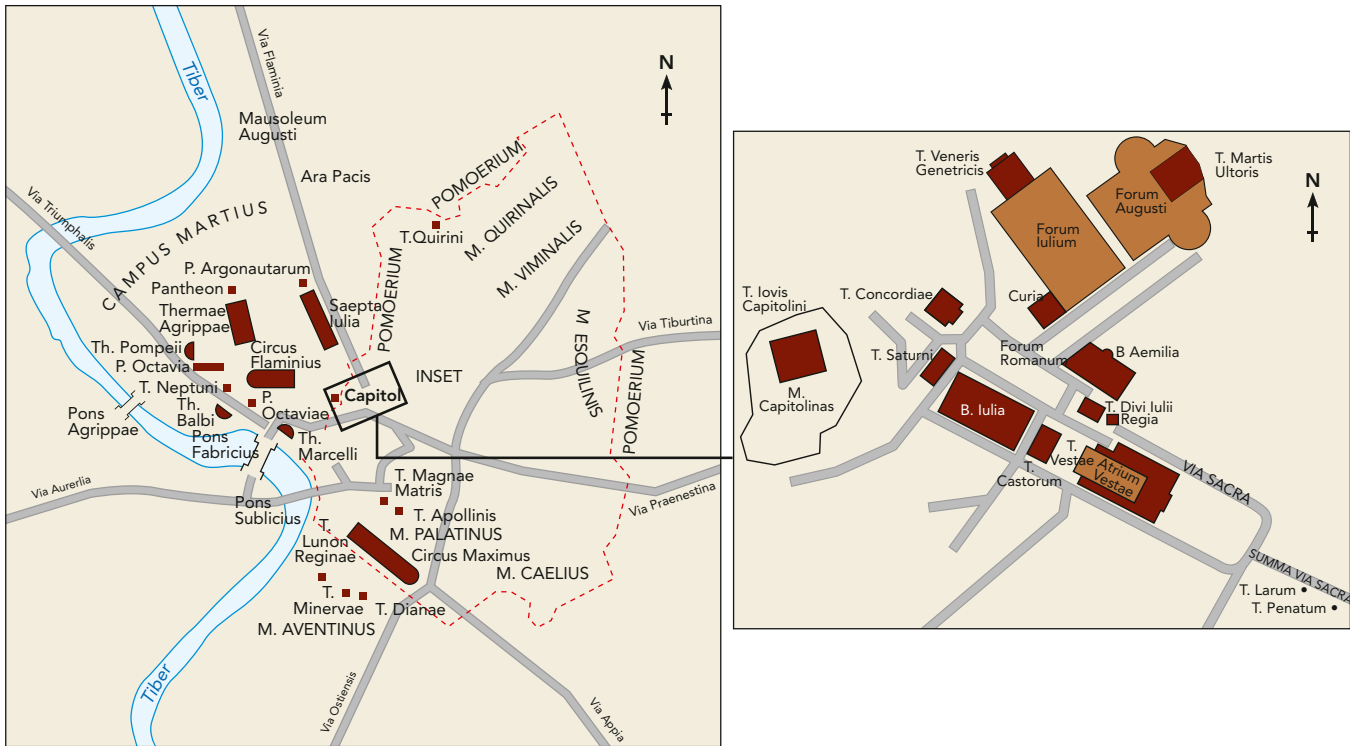 Tiber
Via Flaminia
N
Mausoleum
Augusti
Ara Pacis
POMOERIUM
Via Triumphalis
CAMPUS MARTIUS
T.Quirini
M. QUIRINALIS
M. VIMINALIS
POMOERIUM
P. Argonautarum
Pantheon
Thermae
Agrippae
Saepta
Iulia
M ESQUILINIS
Via Tiburtina
POMOERIUM
Th. Pompeii
P. Octavia
Circus
Flaminius
T. Neptuni
Th.
Balbi
P.
Octaviae
INSET
Capitol
Pons
Agrippae
Pons
Fabricius
Th.
Marcelli
Via Aurerlia
Pons
Sublicius
T. Magnae
Matris
T. Apollinis
M. PALATINUS
Via Praenestina
T.
Lunon
Reginae
Circus Maximus
M. CAELIUS
T.
Minervae
T. Dianae
M. AVENTINUS
Tiber
Via Ostiensis
Via Appia
T. Veneris
Genetricis
T. Martis
Ultoris
N
Forum
Augusti
Forum
Iulium
T. Iovis
Capitolini
T. Concordiae
Curia
T. Saturni
Forum
Romanum
B Aemilia
M.
Capitolinas
B. Iulia
T. Divi Iulii
Regia
T.
Vestae
T.
Castorum
Atrium
Vestae
VIA SACRA
SUMMA VIA SACRA
T. Larum
T. Penatum